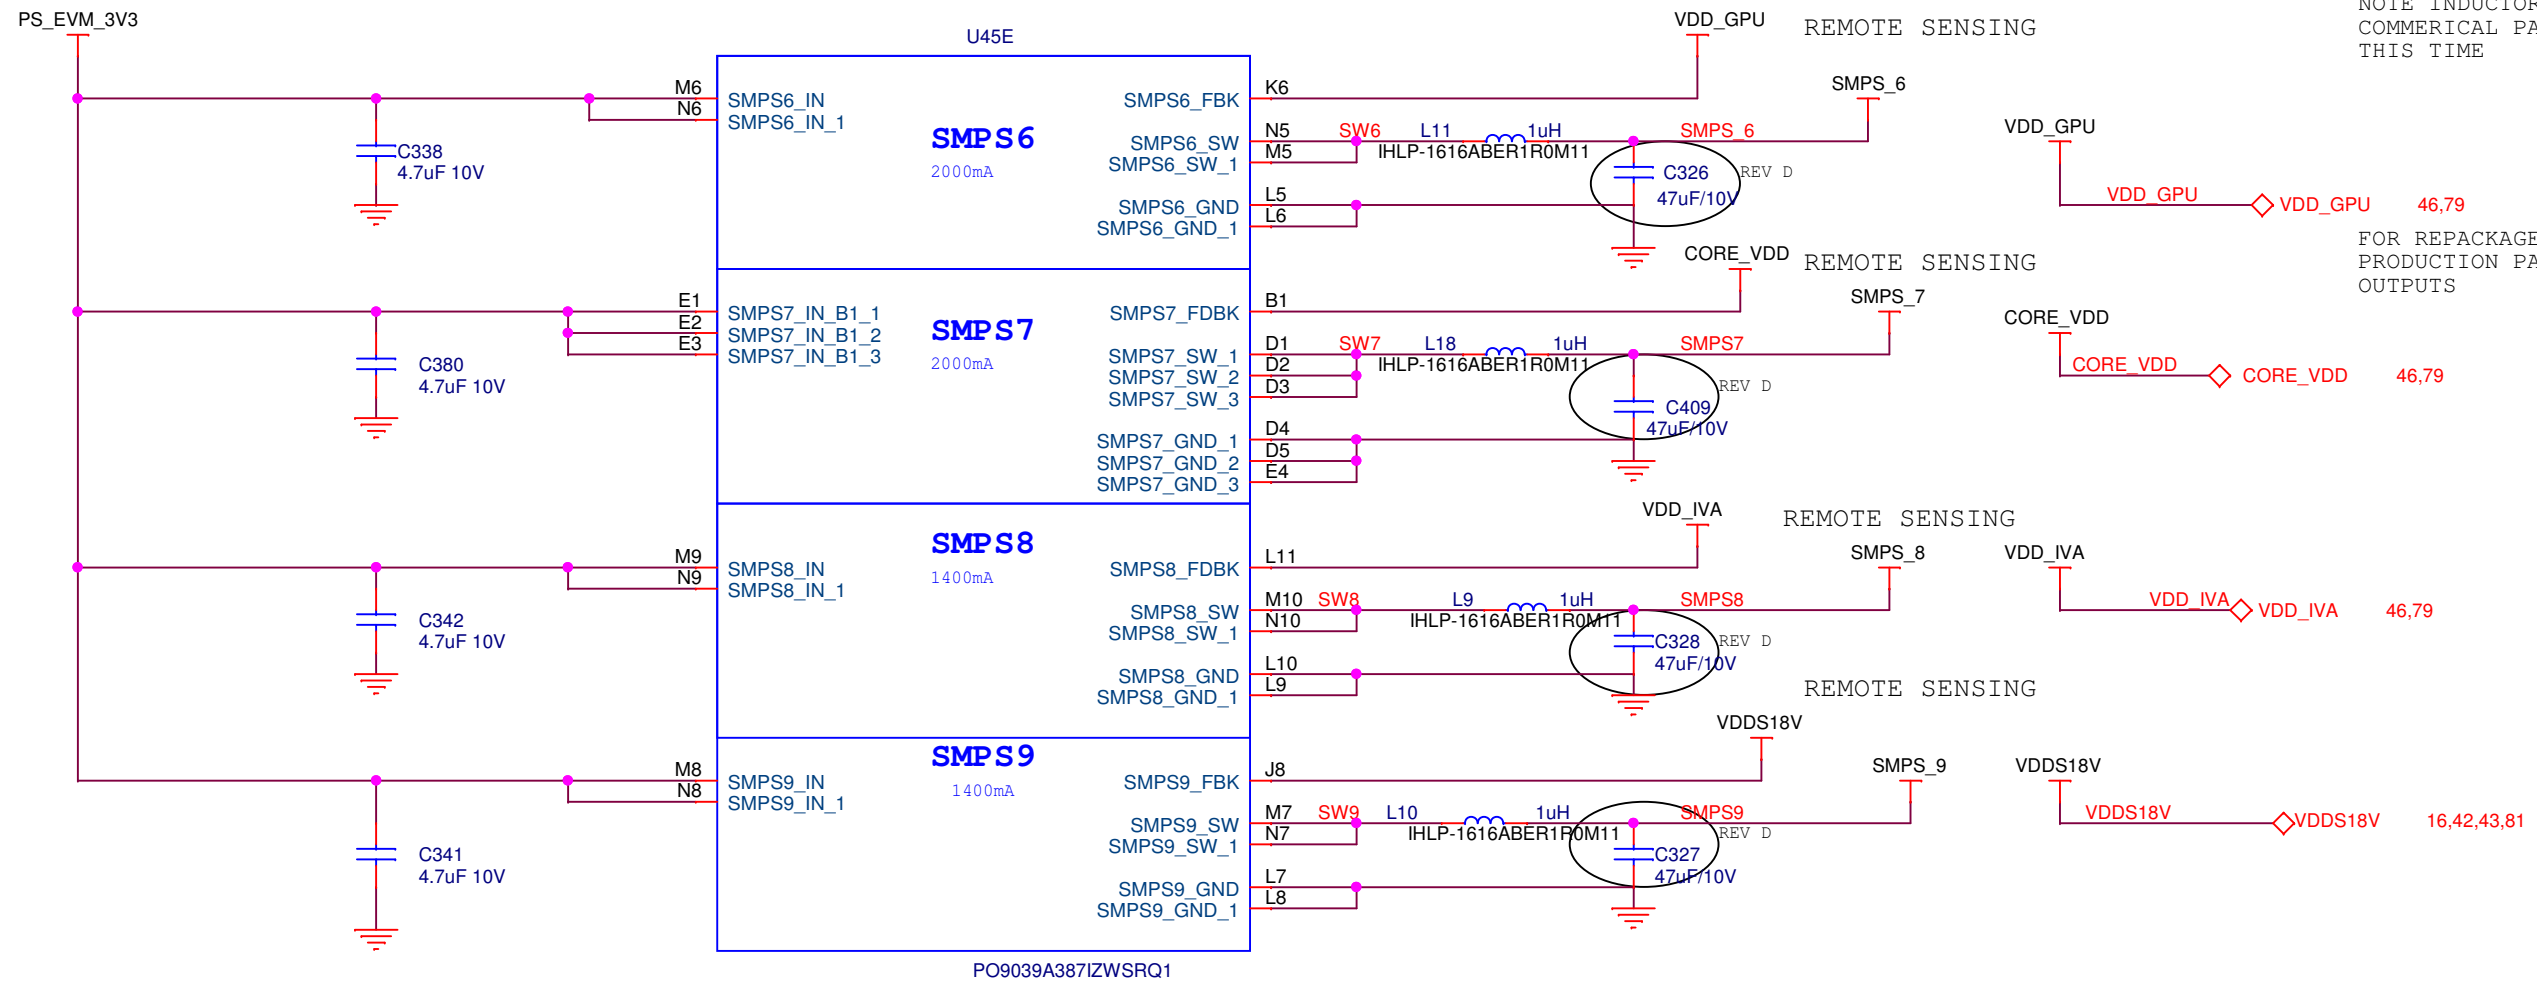 PS_EVM_3V3
U45E
VDD_GPU
REMOTE SENSING
NOTE INDUCTOR
COMMERICAL PA
THIS TIME
M6
N6
SMPS6_IN
SMPS6_IN_1
SMPS6
2000mA
SMPS6_FBK
SMPS6_SW
SMPS6_SW_1
SMPS6_GND
SMPS6_GND_1
K6
N5
M5
L5
L6
SW6
L11
1uH
IHLP-1616ABER1R0M11
SMPS_6
SMPS_6
C338
4.7uF 10V
C326
47uF/10V
REV D
VDD_GPU
VDD_GPU
VDD_GPU
46,79
FOR REPACKAGE
PRODUCTION PA
OUTPUTS
CORE_VDD
REMOTE SENSING
E1
E2
E3
SMPS7_IN_B1_1
SMPS7_IN_B1_2
SMPS7_IN_B1_3
SMPS7
2000mA
SMPS7_FDBK
SMPS7_SW_1
SMPS7_SW_2
SMPS7_SW_3
SMPS7_GND_1
SMPS7_GND_2
SMPS7_GND_3
B1
D1
D2
D3
D4
D5
E4
SW7
L18
1uH
IHLP-1616ABER1R0M11
SMPS7
SMPS_7
C380
4.7uF 10V
C409
47uF/10V
REV D
CORE_VDD
CORE_VDD
CORE_VDD
46,79
VDD_IVA
REMOTE SENSING
M9
N9
SMPS8_IN
SMPS8_IN_1
SMPS8
1400mA
SMPS8_FDBK
SMPS8_SW
SMPS8_SW_1
SMPS8_GND
SMPS8_GND_1
L11
M10
N10
L10
L9
SW8
L9
1uH
IHLP-1616ABER1R0M11
SMPS8
SMPS_8
C342
4.7uF 10V
C328
47uF/10V
REV D
VDD_IVA
VDD_IVA
VDD_IVA
46,79
REMOTE SENSING
VDDS18V
M8
N8
SMPS9_IN
SMPS9_IN_1
SMPS9
1400mA
SMPS9_FBK
SMPS9_SW
SMPS9_SW_1
SMPS9_GND
SMPS9_GND_1
J8
M7
N7
L7
L8
SW9
L10
1uH
IHLP-1616ABER1R0M11
SMPS9
SMPS_9
C341
4.7uF 10V
C327
47uF/10V
REV D
VDDS18V
VDDS18V
VDDS18V
16,42,43,81
PO9039A387IZWSRQ1